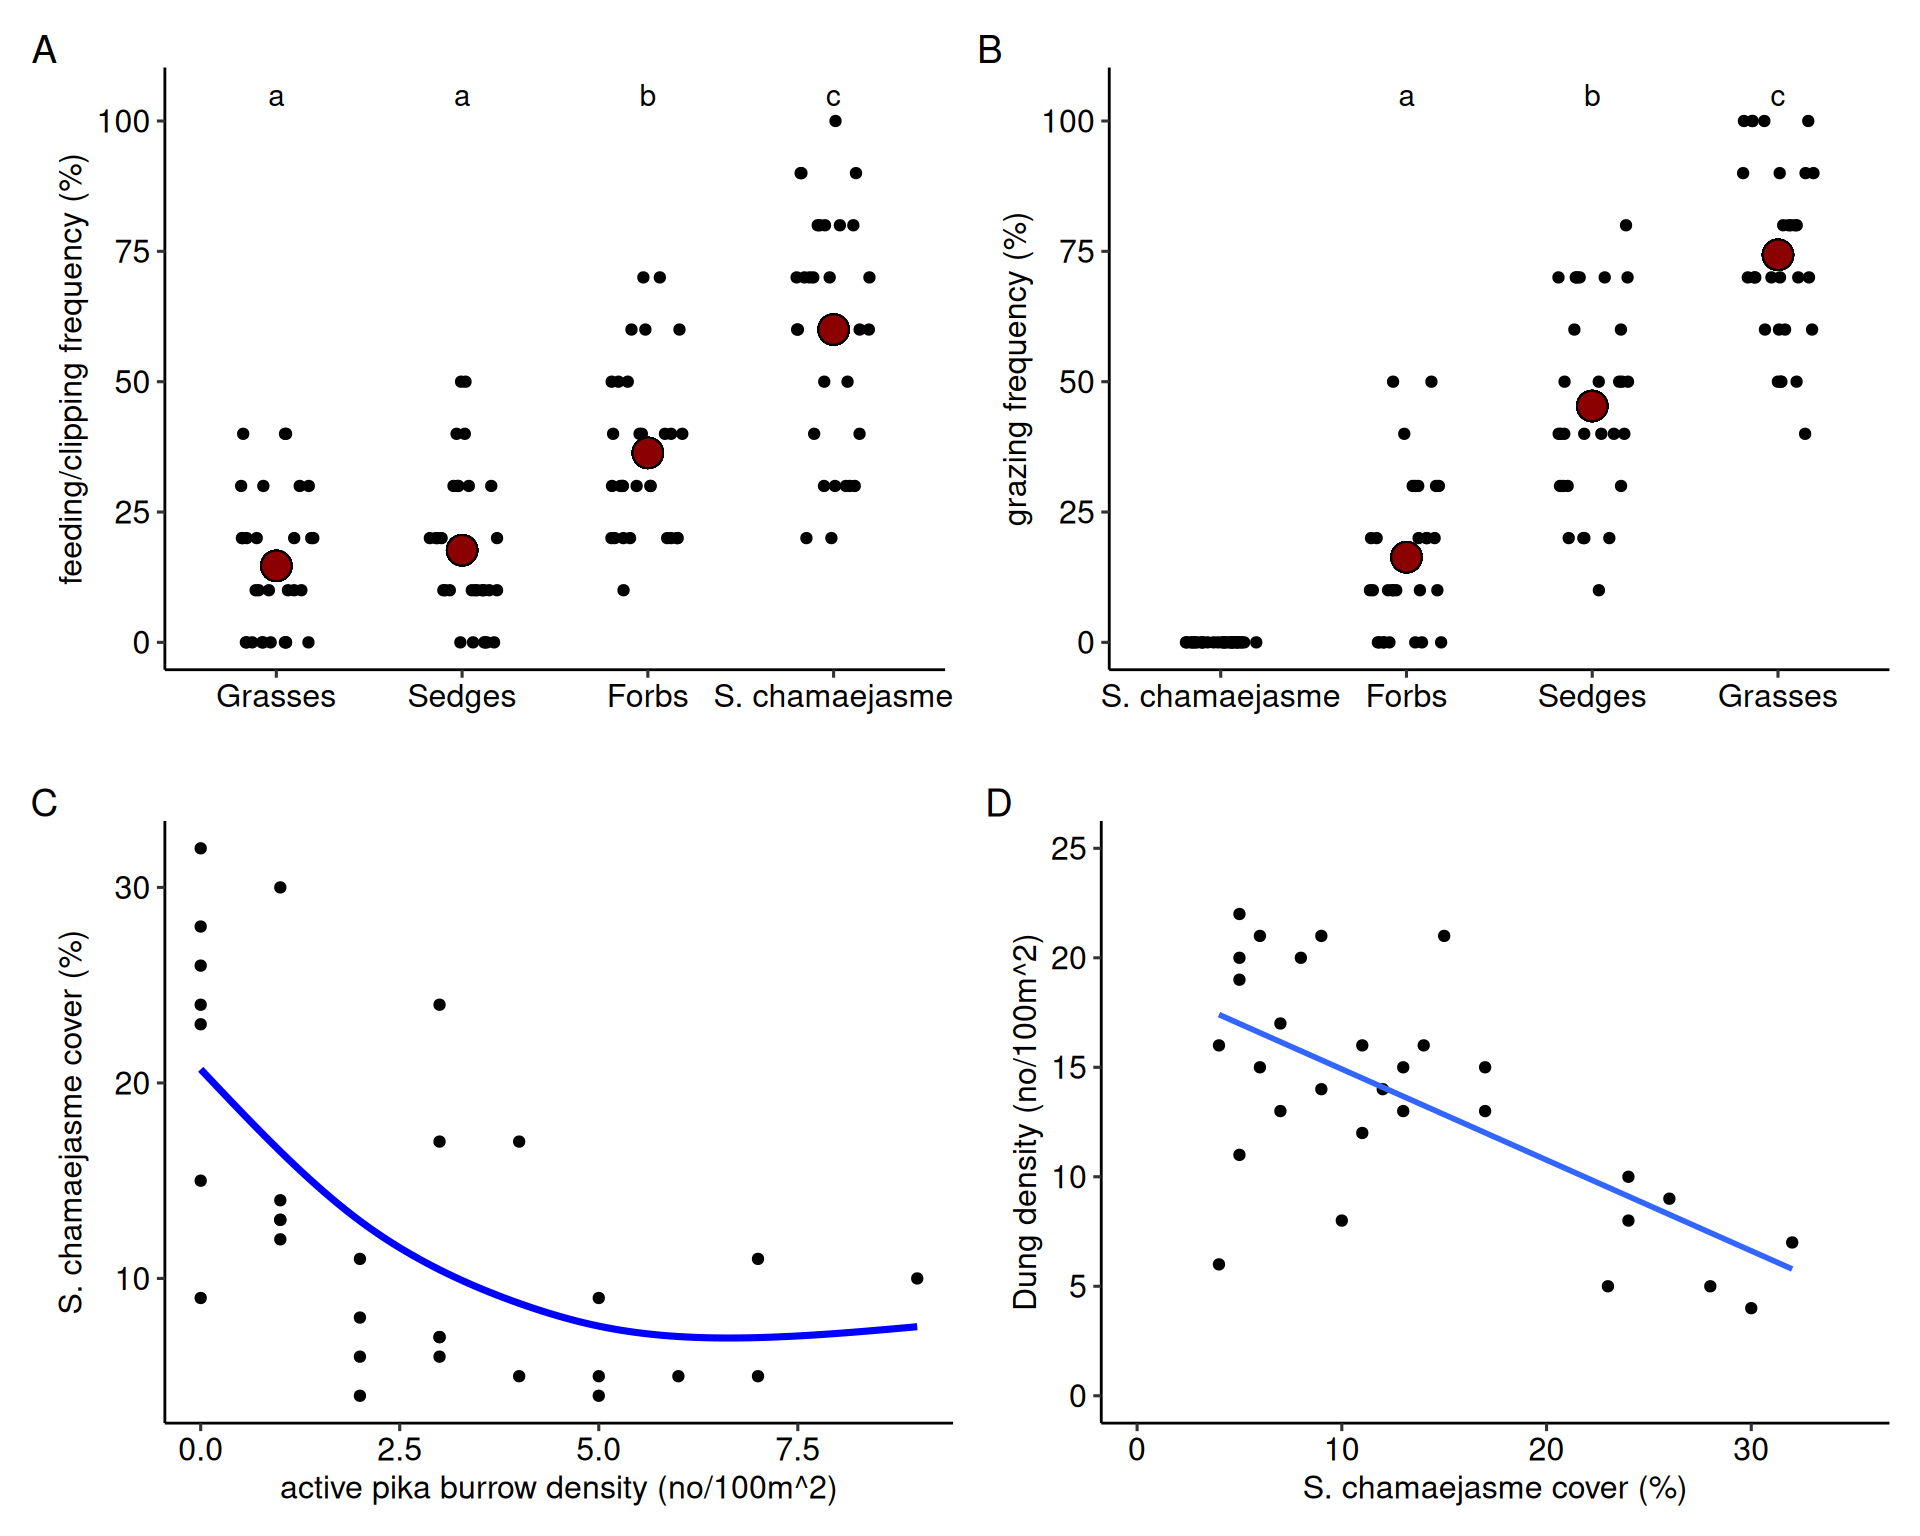 A
a a b c
100
75
50
25
0
feeding/clipping frequency (%)
Grasses Sedges Forbs S. chamaejasme
B
a b c
100
75
50
25
0
grazing frequency (%)
S. chamaejasme Forbs Sedges Grasses
C
30
20
10
S. chamaejasme cover (%)
0.0 2.5 5.0 7.5
active pika burrow density (no/100m^2)
D
25
20
15
10
5
0
Dung density (no/100m^2)
0 10 20 30
S. chamaejasme cover (%)